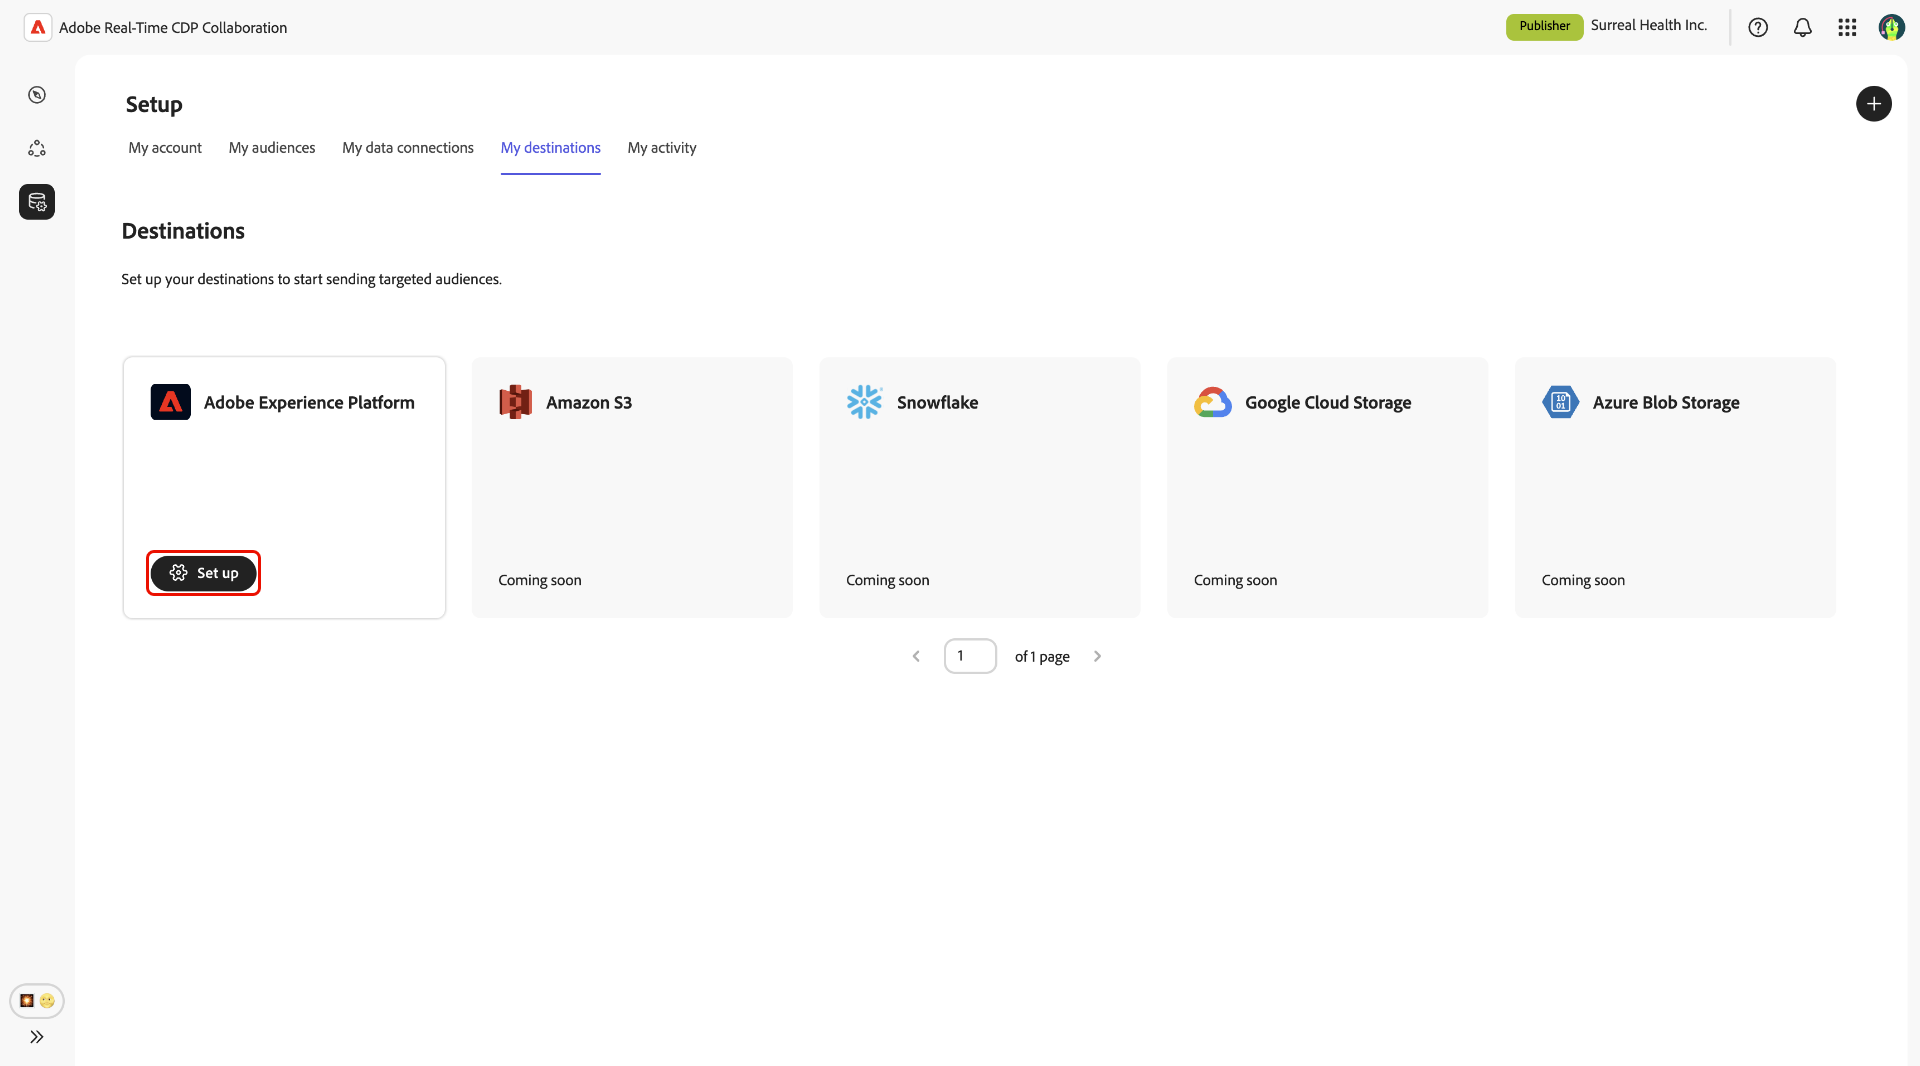 Adobe Real-Time CDP Collaboration
Publisher
Surreal Health Inc.
Setup
My account
My audiences
My data connections
My destinations
My activity
Destinations
Set up your destinations to start sending targeted audiences.
Adobe Experience Platform
Set up
Amazon S3
Coming soon
Snowflake
Coming soon
Google Cloud Storage
Coming soon
10
01
Azure Blob Storage
Coming soon
1
of 1 page